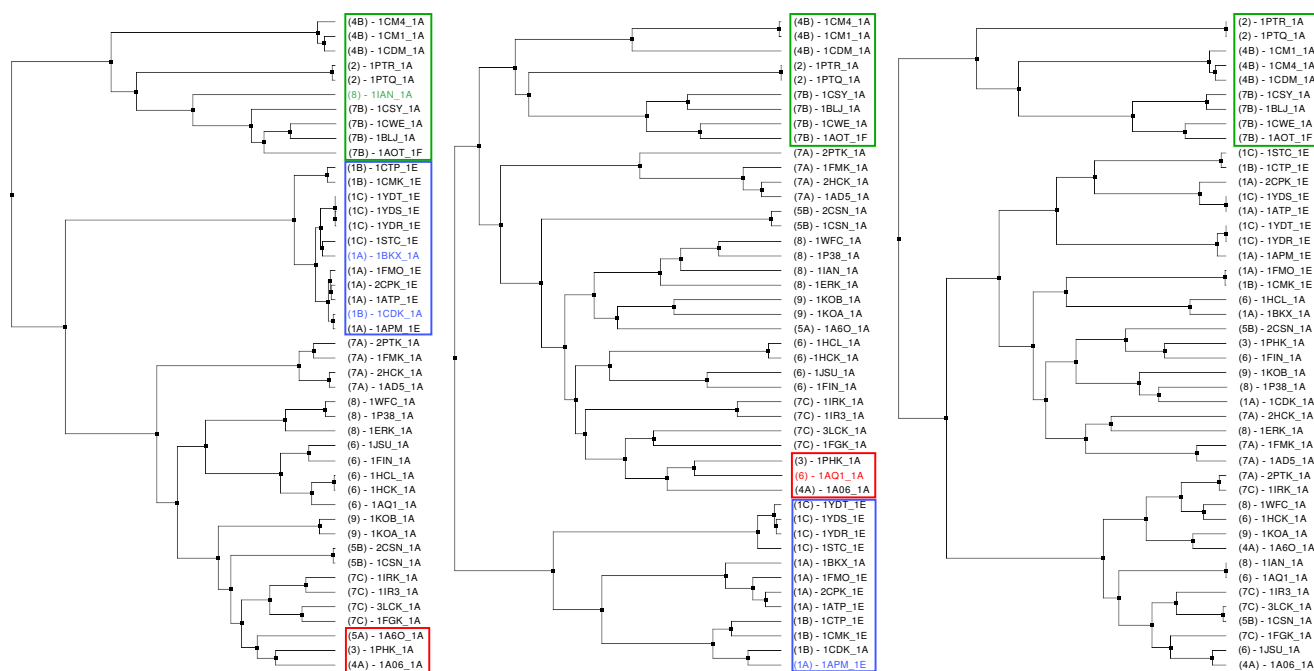 (4B) - 1CM4_1A
(4B) - 1CM1_1A
(4B) - 1CDM_1A
(2) - 1PTR_1A
(2) - 1PTQ_1A
(8) - 1IAN_1A
(7B) - 1CSY_1A
(7B) - 1CWE_1A
(7B) - 1BLJ_1A
(7B) - 1AOT_1F
(1B) - 1CTP_1E
(1B) - 1CMK_1E
(1C) - 1YDT_1E
(1C) - 1YDS_1E
(1C) - 1YDR_1E
(1C) - 1STC_1E
(1A) - 1BKX_1A
(1A) - 1FMO_1E
(1A) - 2CPK_1E
(1A) - 1ATP_1E
(1B) - 1CDK_1A
(1A) - 1APM_1E
(7A) - 2PTK_1A
(7A) - 1FMK_1A
(7A) - 2HCK_1A
(7A) - 1AD5_1A
(8) - 1WFC_1A
(8) - 1P38_1A
(8) - 1ERK_1A
(6) - 1JSU_1A
(6) - 1FIN_1A
(6) - 1HCL_1A
(6) - 1HCK_1A
(6) - 1AQ1_1A
(9) - 1KOB_1A
(9) - 1KOA_1A
(5B) - 2CSN_1A
(5B) - 1CSN_1A
(7C) - 1IRK_1A
(7C) - 1IR3_1A
(7C) - 3LCK_1A
(7C) - 1FGK_1A
(5A) - 1A6O_1A
(3) - 1PHK_1A
(4A) - 1A06_1A
(4B) - 1CM4_1A
(4B) - 1CM1_1A
(4B) - 1CDM_1A
(2) - 1PTR_1A
(2) - 1PTQ_1A
(7B) - 1CSY_1A
(7B) - 1BLJ_1A
(7B) - 1CWE_1A
(7B) - 1AOT_1F
(7A) - 2PTK_1A
(7A) - 1FMK_1A
(7A) - 2HCK_1A
(7A) - 1AD5_1A
(5B) - 2CSN_1A
(5B) - 1CSN_1A
(8) - 1WFC_1A
(8) - 1P38_1A
(8) - 1IAN_1A
(8) - 1ERK_1A
(9) - 1KOB_1A
(9) - 1KOA_1A
(5A) - 1A6O_1A
(6) - 1HCL_1A
(6) - 1HCK_1A
(6) - 1JSU_1A
(6) - 1FIN_1A
(7C) - 1IRK_1A
(7C) - 1IR3_1A
(7C) - 3LCK_1A
(7C) - 1FGK_1A
(3) - 1PHK_1A
(6) - 1AQ1_1A
(4A) - 1A06_1A
(1C) - 1YDT_1E
(1C) - 1YDS_1E
(1C) - 1YDR_1E
(1C) - 1STC_1E
(1A) - 1BKX_1A
(1A) - 1FMO_1E
(1A) - 2CPK_1E
(1A) - 1ATP_1E
(1B) - 1CTP_1E
(1B) - 1CMK_1E
(1B) - 1CDK_1A
(1A) - 1APM_1E
(2) - 1PTR_1A
(2) - 1PTQ_1A
(4B) - 1CM1_1A
(4B) - 1CM4_1A
(4B) - 1CDM_1A
(7B) - 1CSY_1A
(7B) - 1BLJ_1A
(7B) - 1CWE_1A
(7B) - 1AOT_1F
(1C) - 1STC_1E
(1B) - 1CTP_1E
(1A) - 2CPK_1E
(1C) - 1YDS_1E
(1A) - 1ATP_1E
(1C) - 1YDT_1E
(1C) - 1YDR_1E
(1A) - 1APM_1E
(1A) - 1FMO_1E
(1B) - 1CMK_1E
(6) - 1HCL_1A
(1A) - 1BKX_1A
(5B) - 2CSN_1A
(3) - 1PHK_1A
(6) - 1FIN_1A
(9) - 1KOB_1A
(8) - 1P38_1A
(1A) - 1CDK_1A
(7A) - 2HCK_1A
(8) - 1ERK_1A
(7A) - 1FMK_1A
(7A) - 1AD5_1A
(7A) - 2PTK_1A
(7C) - 1IRK_1A
(8) - 1WFC_1A
(6) - 1HCK_1A
(9) - 1KOA_1A
(4A) - 1A6O_1A
(8) - 1IAN_1A
(6) - 1AQ1_1A
(7C) - 1IR3_1A
(7C) - 3LCK_1A
(5B) - 1CSN_1A
(7C) - 1FGK_1A
(6) - 1JSU_1A
(4A) - 1A06_1A